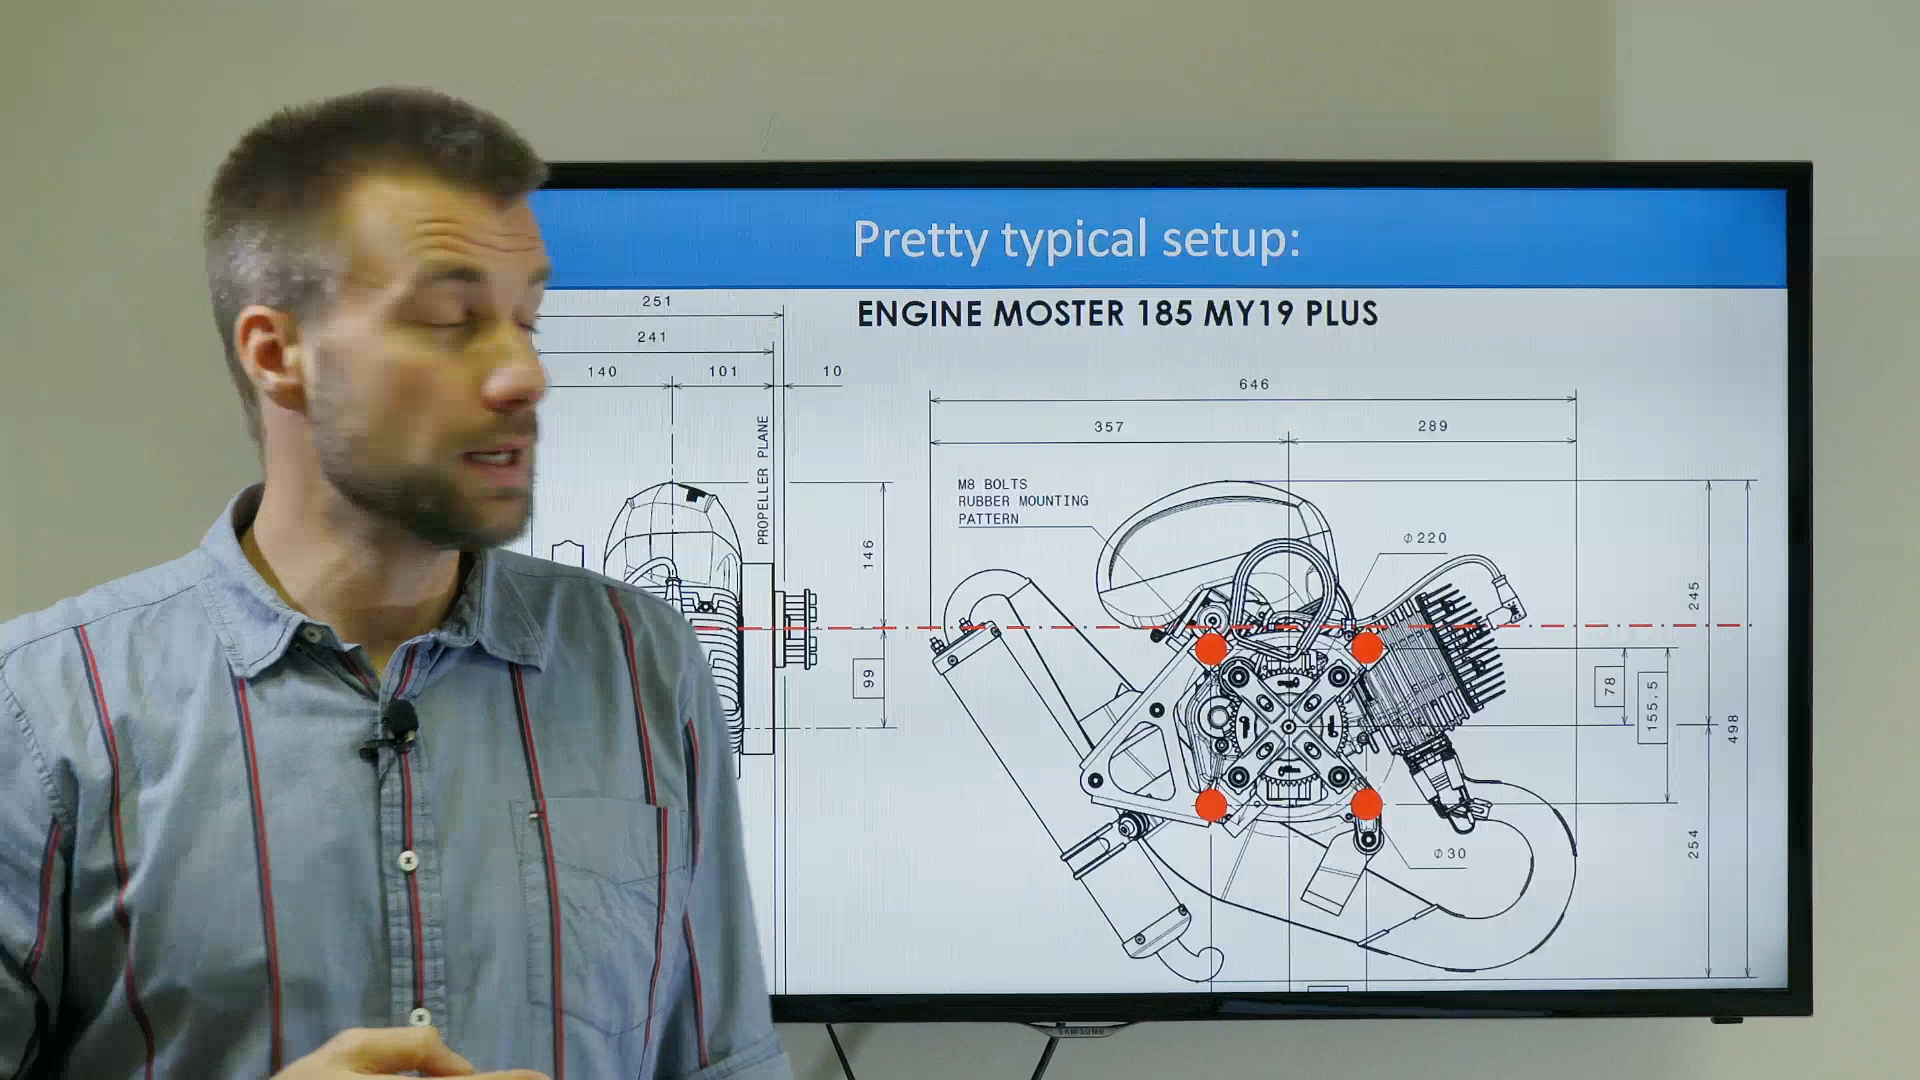 Pretty typical setup:
ENGINE MOSTER 185 MY19 PLUS
251
241
140
101
10
PROPELLER PLANE
146
99
646
357
289
M8 BOLTS
RUBBER MOUNTING
PATTERN
Φ220
245
78
155.5
498
254
Φ30
SAMSUNG